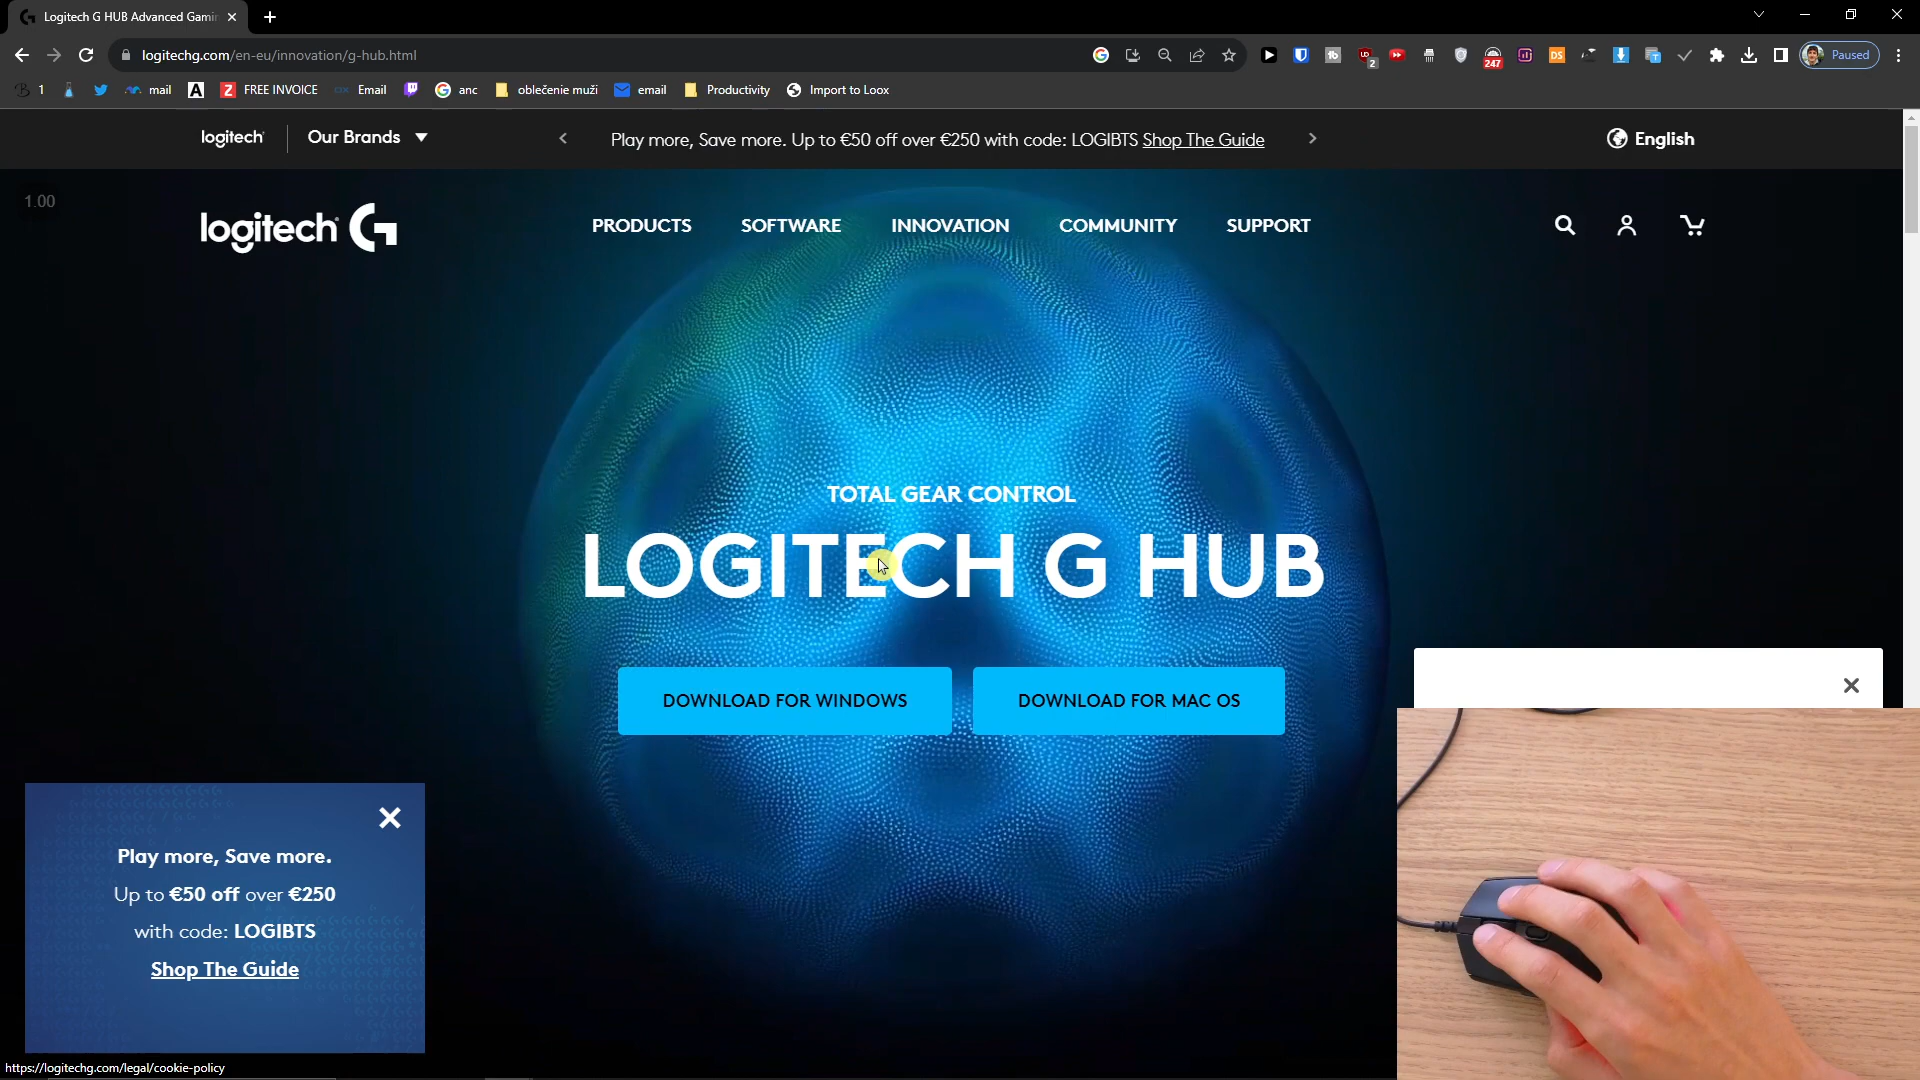 Logitech G HUB Advanced Gamin
logitechg.com/en-eu/innovation/g-hub.html
2
247
DS
Paused
1
mail
A
Z FREE INVOICE
Email
anc
oblečenie muži
email
Productivity
Import to Loox
logitech
Our Brands
Play more, Save more. Up to €50 off over €250 with code: LOGIBTS Shop The Guide
English
1.00
logitech G
PRODUCTS
SOFTWARE
INNOVATION
COMMUNITY
SUPPORT
TOTAL GEAR CONTROL
LOGITECH G HUB
DOWNLOAD FOR WINDOWS
DOWNLOAD FOR MAC OS
Play more, Save more.
Up to €50 off over €250
with code: LOGIBTS
Shop The Guide
https://logitechg.com/legal/cookie-policy